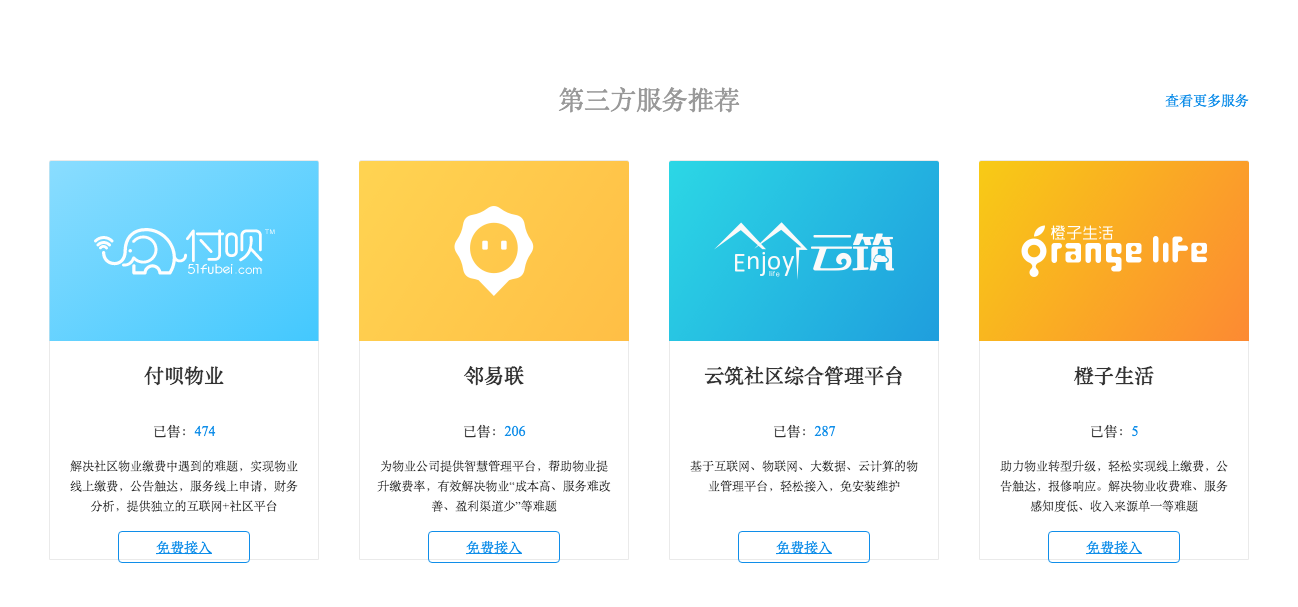 第三方服务推荐
查看更多服务
付呗™
51fubei.com
Enjoy
life
云筑
橙子生活
Orange life
付呗物业
已售：474
解决社区物业缴费中遇到的难题，实现物业
线上缴费，公告触达，服务线上申请，财务
分析，提供独立的互联网+社区平台
免费接入
邻易联
已售：206
为物业公司提供智慧管理平台，帮助物业提
升缴费率，有效解决物业“成本高、服务难改
善、盈利渠道少”等难题
免费接入
云筑社区综合管理平台
已售：287
基于互联网、物联网、大数据、云计算的物
业管理平台，轻松接入，免安装维护
免费接入
橙子生活
已售：5
助力物业转型升级，轻松实现线上缴费，公
告触达，报修响应。解决物业收费难、服务
感知度低、收入来源单一等难题
免费接入